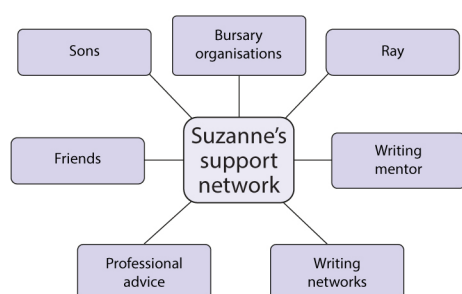 Bursary
organisations
Sons
Ray
Suzanne's
support
network
Friends
Writing
mentor
Professional
advice
Writing
networks